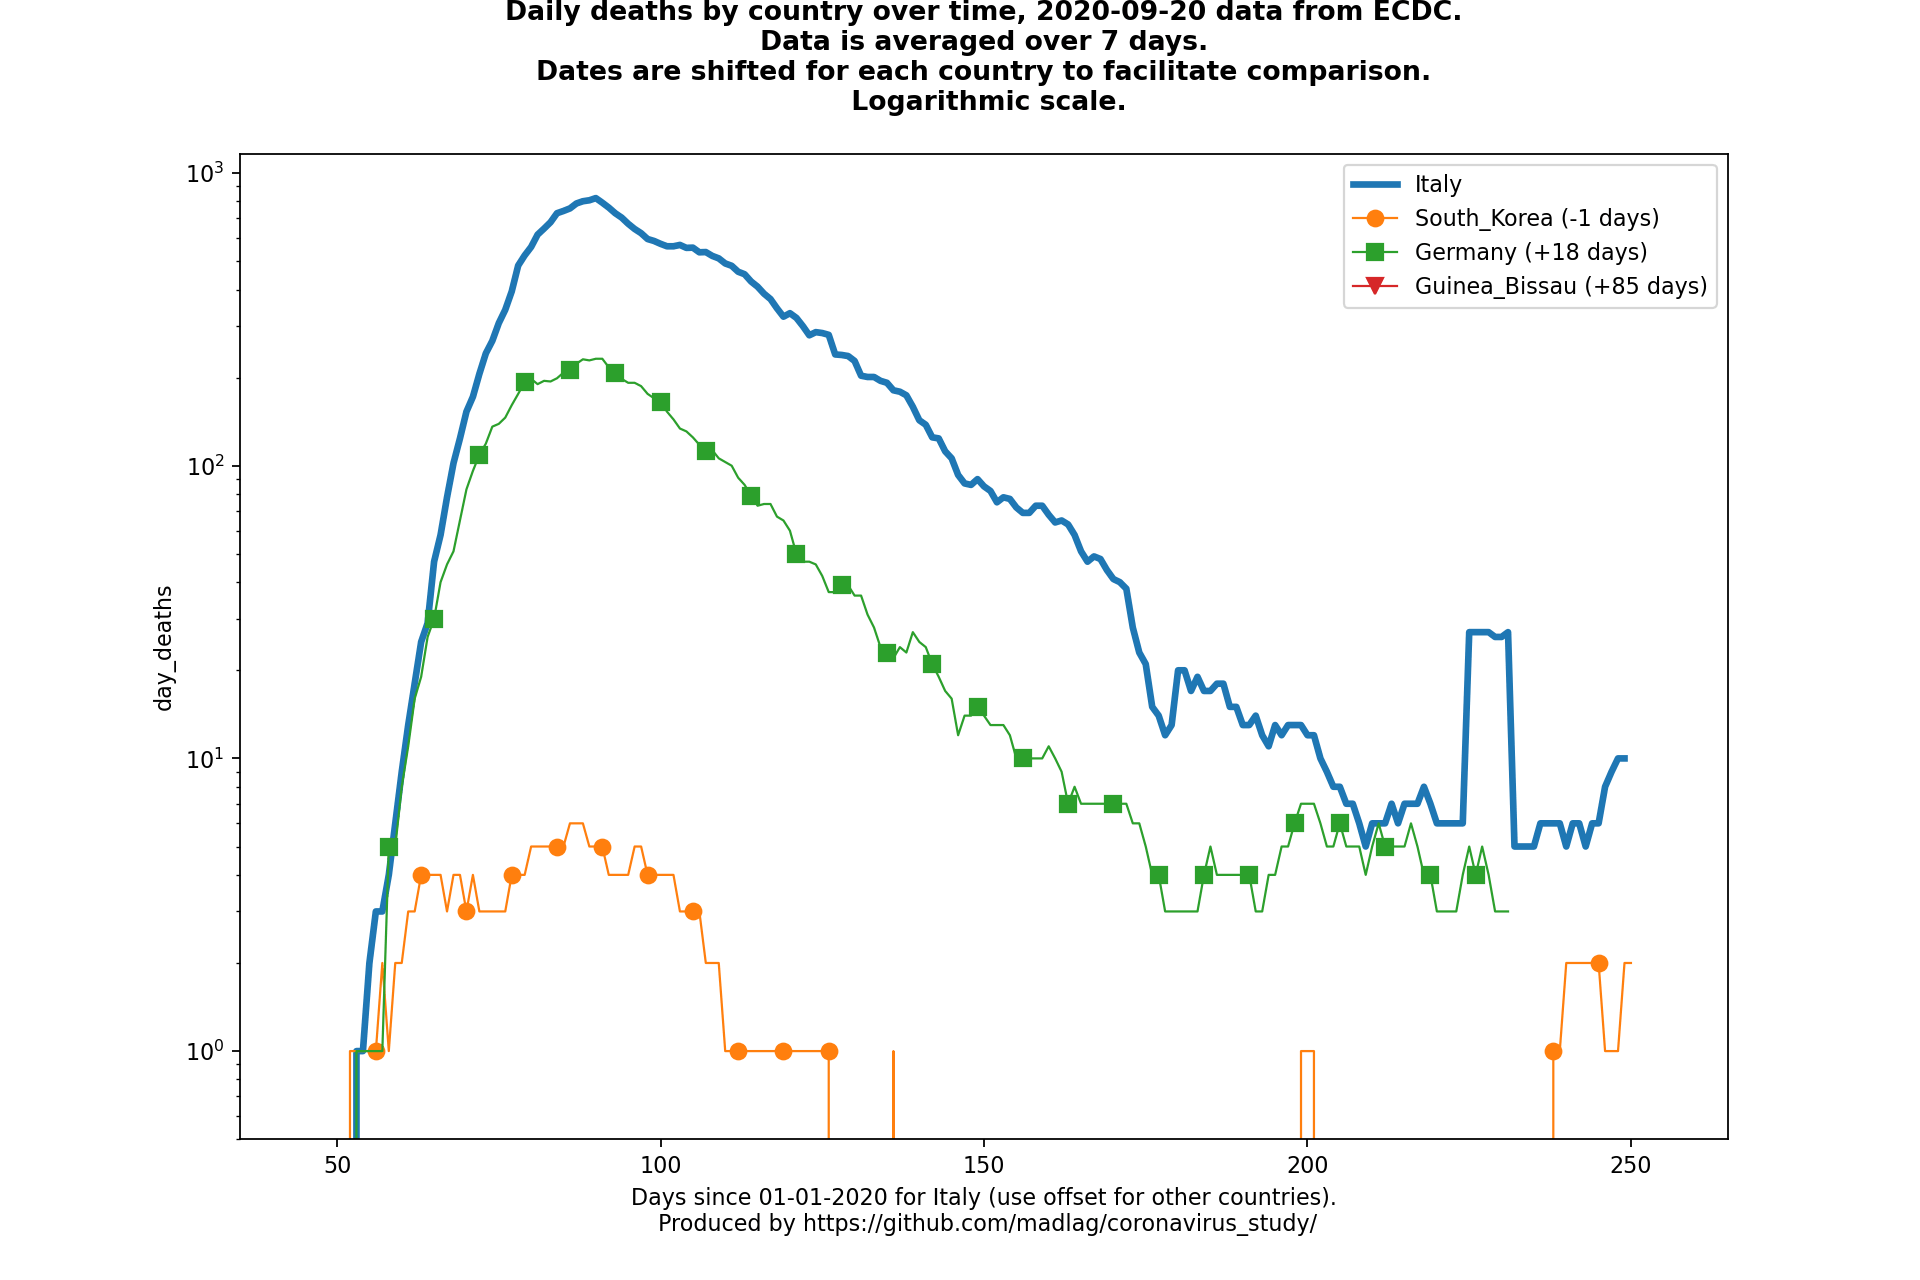 Daily deaths by country over time, 2020-09-20 data from ECDC.
Data is averaged over 7 days.
Dates are shifted for each country to facilitate comparison.
Logarithmic scale.
10³
10²
10¹
10⁰
day_deaths
Italy
South_Korea (-1 days)
Germany (+18 days)
Guinea_Bissau (+85 days)
50 100 150 200 250
Days since 01-01-2020 for Italy (use offset for other countries).
Produced by https://github.com/madlag/coronavirus_study/